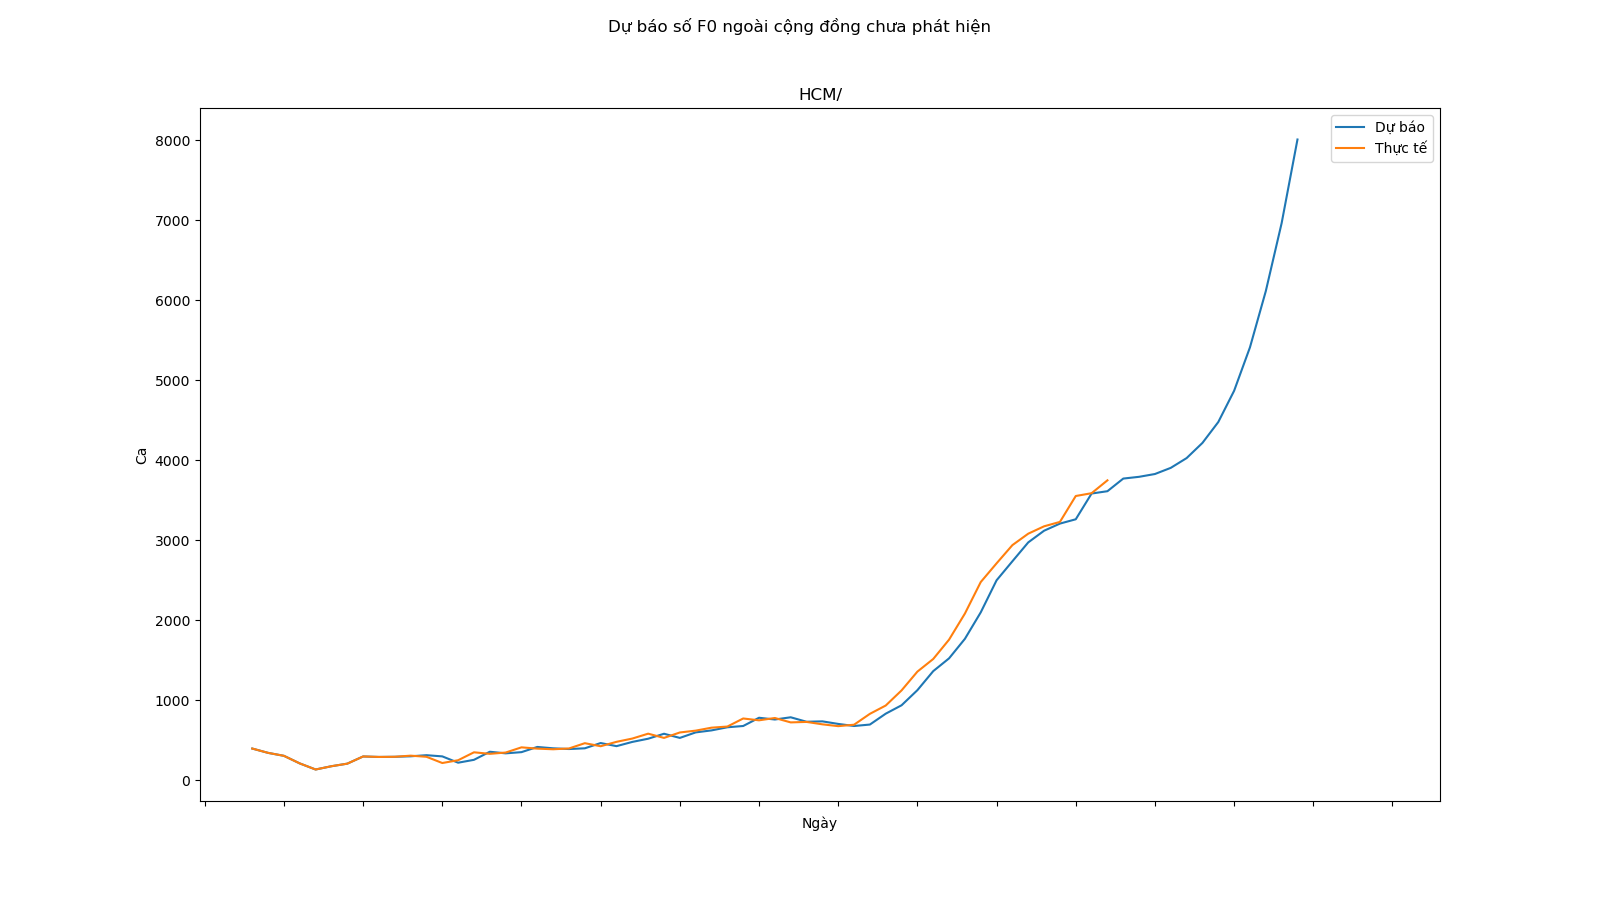 Dự báo số F0 ngoài cộng đồng chưa phát hiện
HCM/
Dự báo
Thực tế
8000
7000
6000
5000
4000
3000
2000
1000
0
Ca
Ngày